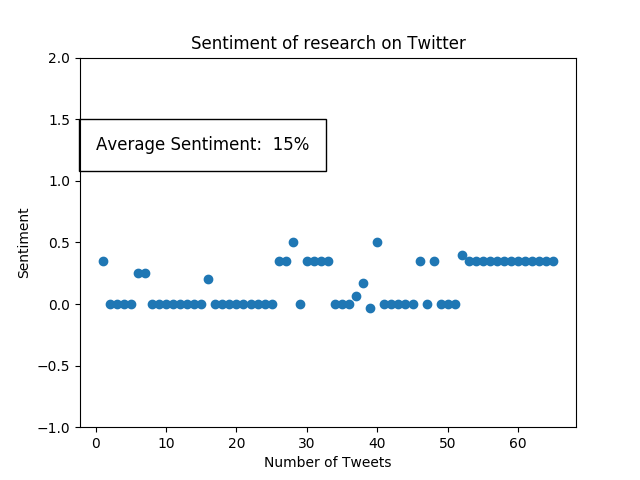 Sentiment of research on Twitter
2.0
1.5
Average Sentiment:  15%
1.0
Sentiment
0.5
0.0
−0.5
−1.0
0 10 20 30 40 50 60
Number of Tweets